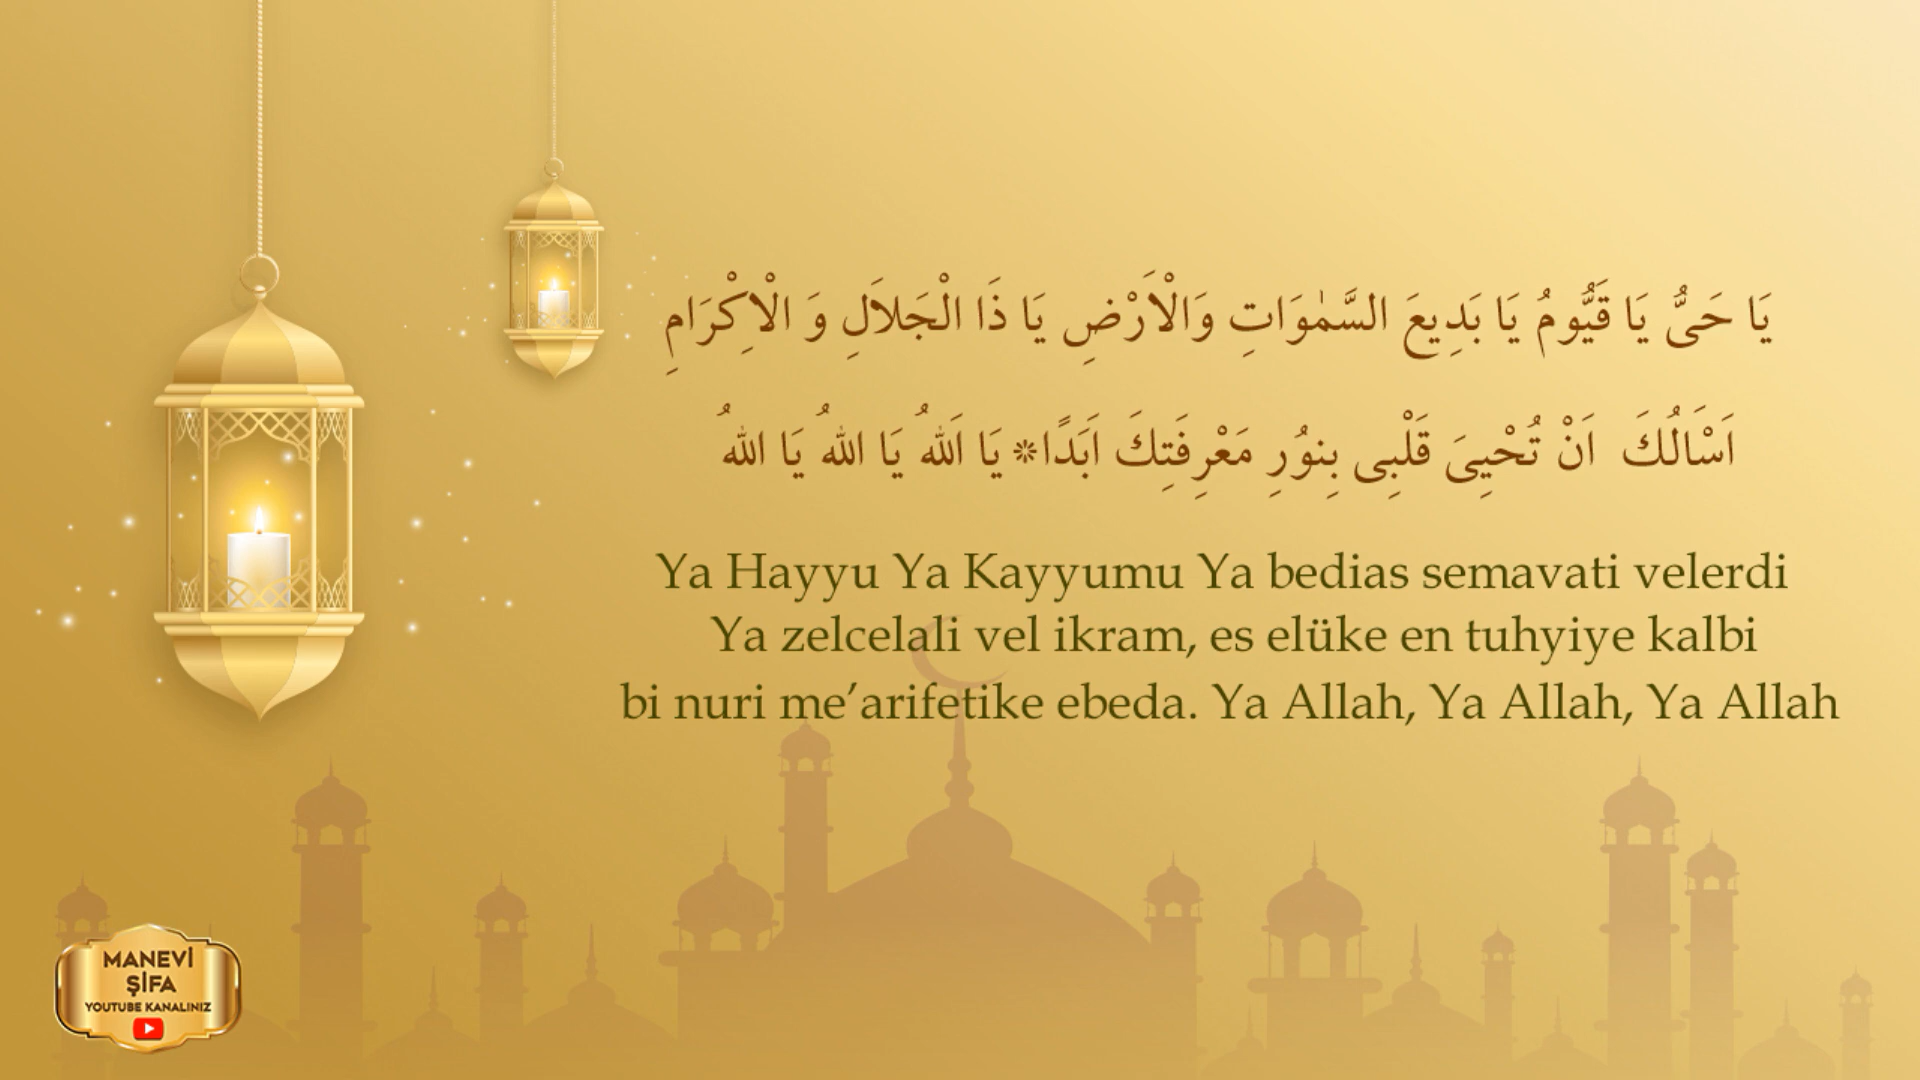 يَا حَىُّ يَا قَيُّومُ يَا بَدِيعَ السَّمٰوَاتِ وَالْاَرْضِ يَا ذَا الْجَلاَلِ وَ الْاِكْرَامِ
اَسْاَلُكَ اَنْ تُحْيِىَ قَلْبِى بِنوُرِ مَعْرِفَتِكَ اَبَدًا❊ يَا اَللهُ يَا اللهُ يَا اللهُ
Ya Hayyu Ya Kayyumu Ya bedias semavati velerdi
Ya zelcelali vel ikram, es elüke en tuhyiye kalbi
bi nuri me’arifetike ebeda. Ya Allah, Ya Allah, Ya Allah
MANEVİ
ŞİFA
YOUTUBE KANALINIZ